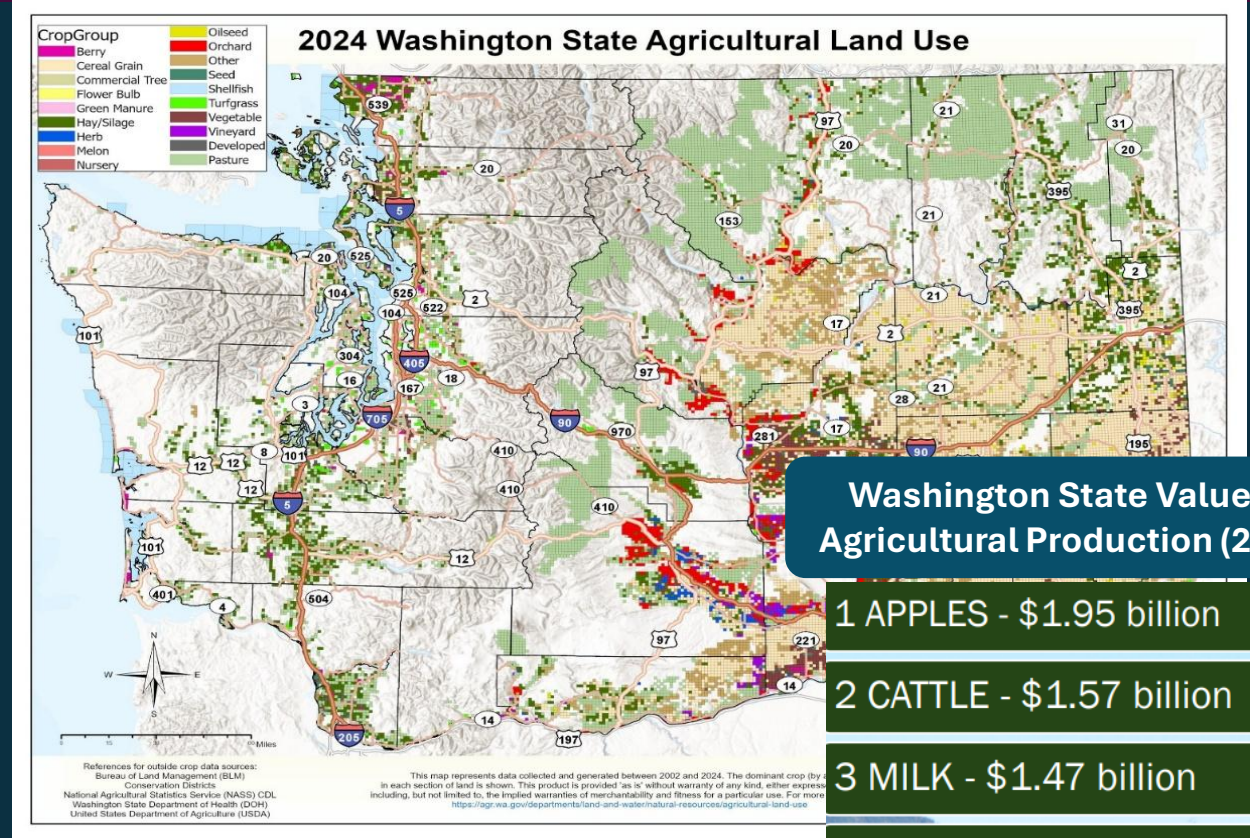 2024 Washington State Agricultural Land Use
CropGroup
Berry
Cereal Grain
Commercial Tree
Flower Bulb
Green Manure
Hay/Silage
Herb
Melon
Nursery
Oilseed
Orchard
Other
Seed
Shellfish
Turfgrass
Vegetable
Vineyard
Developed
Pasture
539
20
5
97
20
21
31
20
395
153
21
20
525
2
104
525
522
2
104
21
395
17
2
101
304
405
97
16
167
18
21
28
3
705
90
970
281
17
195
8
101
410
90
12
12
12
410
5
410
101
12
401
504
4
97
221
14
14
197
205
N
W
E
S
Miles
References for outside crop data sources:
Bureau of Land Management (BLM)
Conservation Districts
National Agricultural Statistics Service (NASS) CDL
Washington State Department of Health (DOH)
United States Department of Agriculture (USDA)
This map represents data collected and generated between 2002 and 2024. The dominant crop (by a
in each section of land is shown. This product is provided 'as is' without warranty of any kind, either express
including, but not limited to, the implied warranties of merchantability and fitness for a particular use. For more
https://agr.wa.gov/departments/land-and-water/natural-resources/agricultural-land-use
Washington State Value
Agricultural Production (2
1 APPLES - $1.95 billion
2 CATTLE - $1.57 billion
3 MILK - $1.47 billion